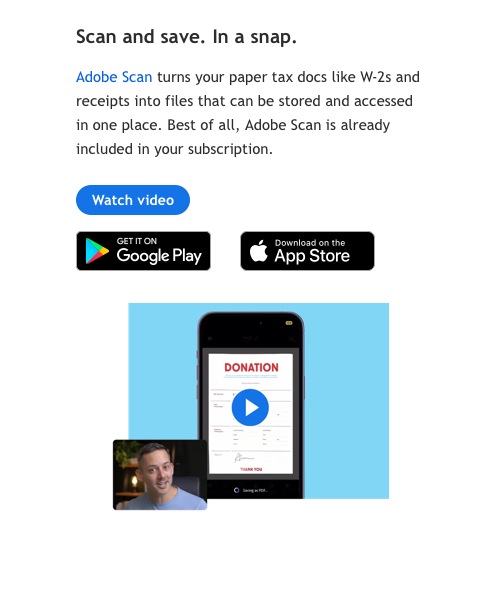 Scan and save. In a snap.
Adobe Scan turns your paper tax docs like W-2s and
receipts into files that can be stored and accessed
in one place. Best of all, Adobe Scan is already
included in your subscription.
Watch video
GET IT ON
Google Play
Download on the
App Store
DONATION
THANK YOU
Saving as PDF...